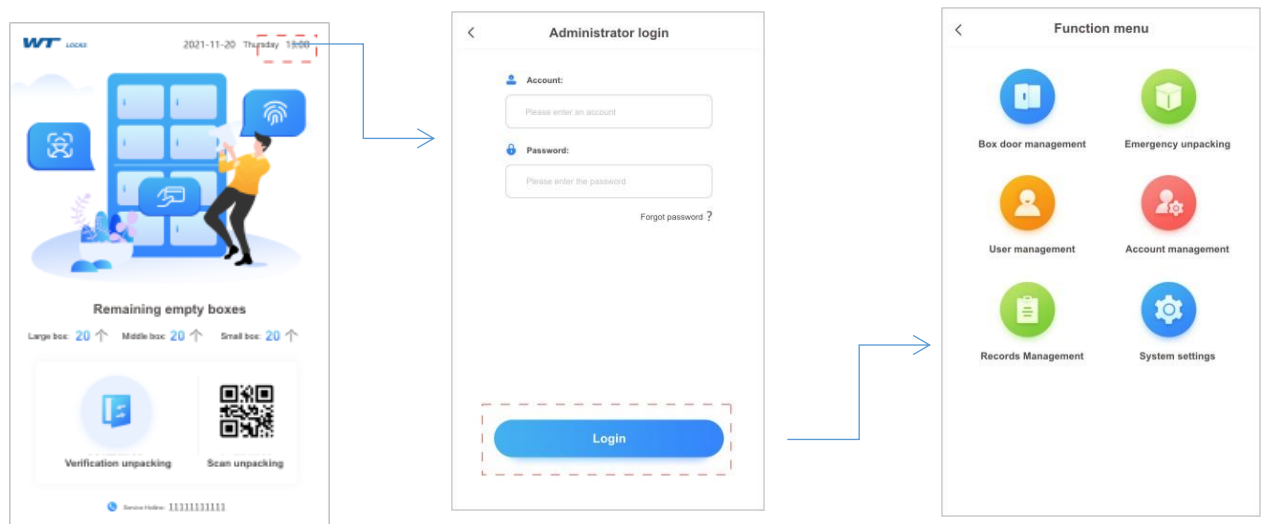 WT LOCKS
2021-11-20 Thursday 13:00
Remaining empty boxes
Large box: 20 Middle box: 20 Small box: 20
Verification unpacking
Scan unpacking
Service Hotline: 11111111111
Administrator login
Account:
Please enter an account
Password:
Please enter the password
Forgot password ?
Login
Function menu
Box door management
Emergency unpacking
User management
Account management
Records Management
System settings